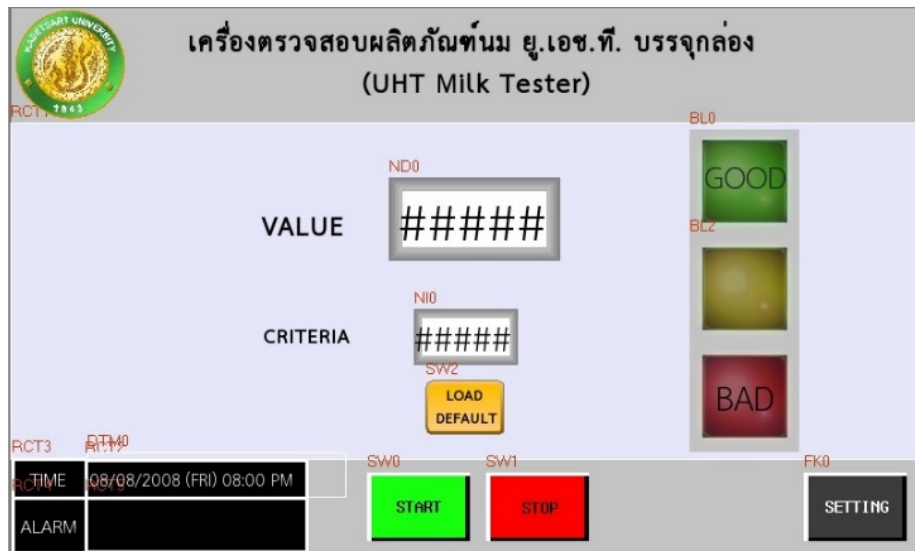 KASETSART UNIVERSITY
1943
เครื่องตรวจสอบผลิตภัณฑ์นม ยู.เอช.ที. บรรจุกล่อง
(UHT Milk Tester)
BL0
GOOD
ND0
VALUE
#####
BL2
NI0
CRITERIA
#####
SW2
LOAD
DEFAULT
BAD
RCT3
DTM0
SW0
SW1
FK0
TIME
08/08/2008 (FRI) 08:00 PM
START
STOP
SETTING
ALARM